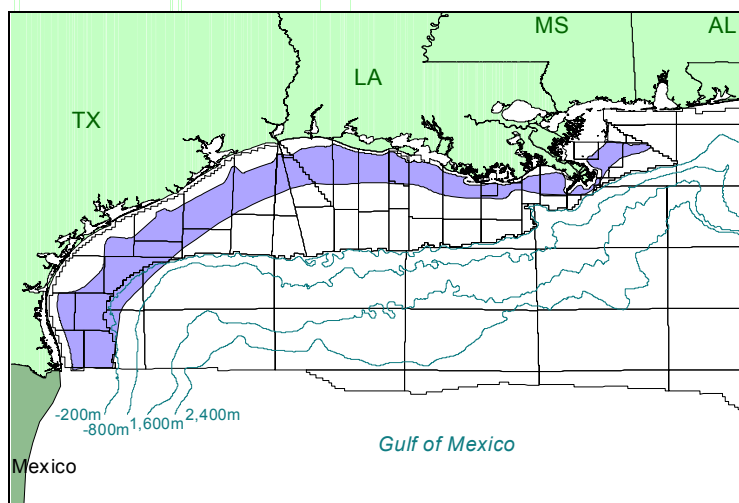 MS
AL
LA
TX
-200m
-800m
1,600m
2,400m
Gulf of Mexico
Mexico